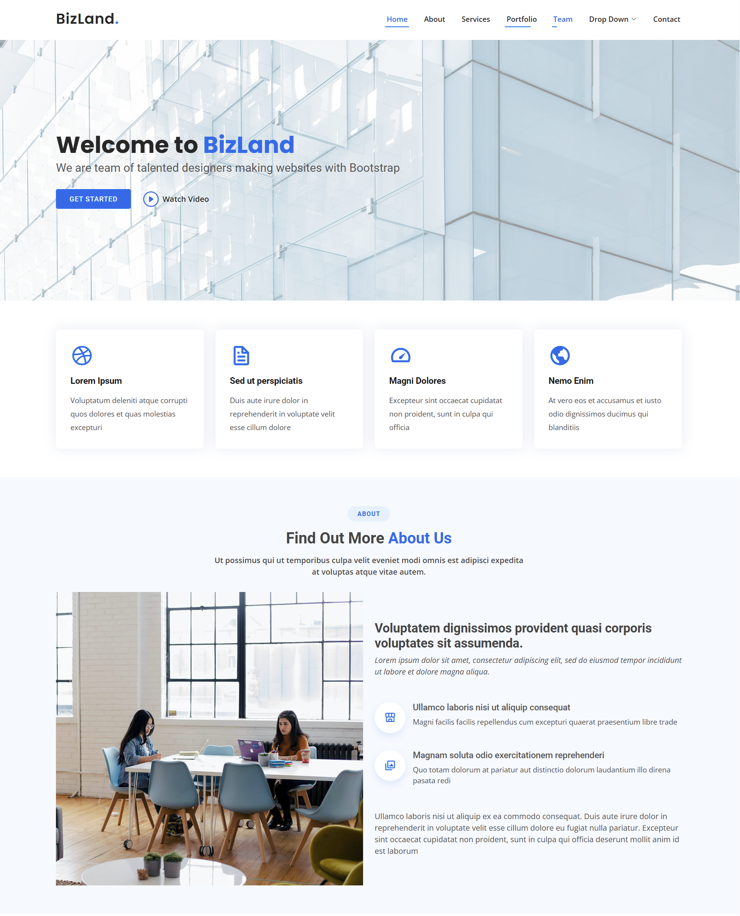 BizLand.
Home About Services Portfolio Team Drop Down Contact
Welcome to BizLand
We are team of talented designers making websites with Bootstrap
GET STARTED Watch Video
Lorem Ipsum
Voluptatum deleniti atque corrupti
quos dolores et quas molestias
excepturi
Sed ut perspiciatis
Duis aute irure dolor in
reprehenderit in voluptate velit
esse cillum dolore
Magni Dolores
Excepteur sint occaecat cupidatat
non proident, sunt in culpa qui
officia
Nemo Enim
At vero eos et accusamus et iusto
odio dignissimos ducimus qui
blanditiis
ABOUT
Find Out More About Us
Ut possimus qui ut temporibus culpa velit eveniet modi omnis est adipisci expedita
at voluptas atque vitae autem.
Voluptatem dignissimos provident quasi corporis
voluptates sit assumenda.
Lorem ipsum dolor sit amet, consectetur adipiscing elit, sed do eiusmod tempor incididunt
ut labore et dolore magna aliqua.
Ullamco laboris nisi ut aliquip consequat
Magni facilis facilis repellendus cum excepturi quaerat praesentium libre trade
Magnam soluta odio exercitationem reprehenderi
Quo totam dolorum at pariatur aut distinctio dolorum laudantium illo direna
pasata redi
Ullamco laboris nisi ut aliquip ex ea commodo consequat. Duis aute irure dolor in
reprehenderit in voluptate velit esse cillum dolore eu fugiat nulla pariatur. Excepteur
sint occaecat cupidatat non proident, sunt in culpa qui officia deserunt mollit anim id
est laborum